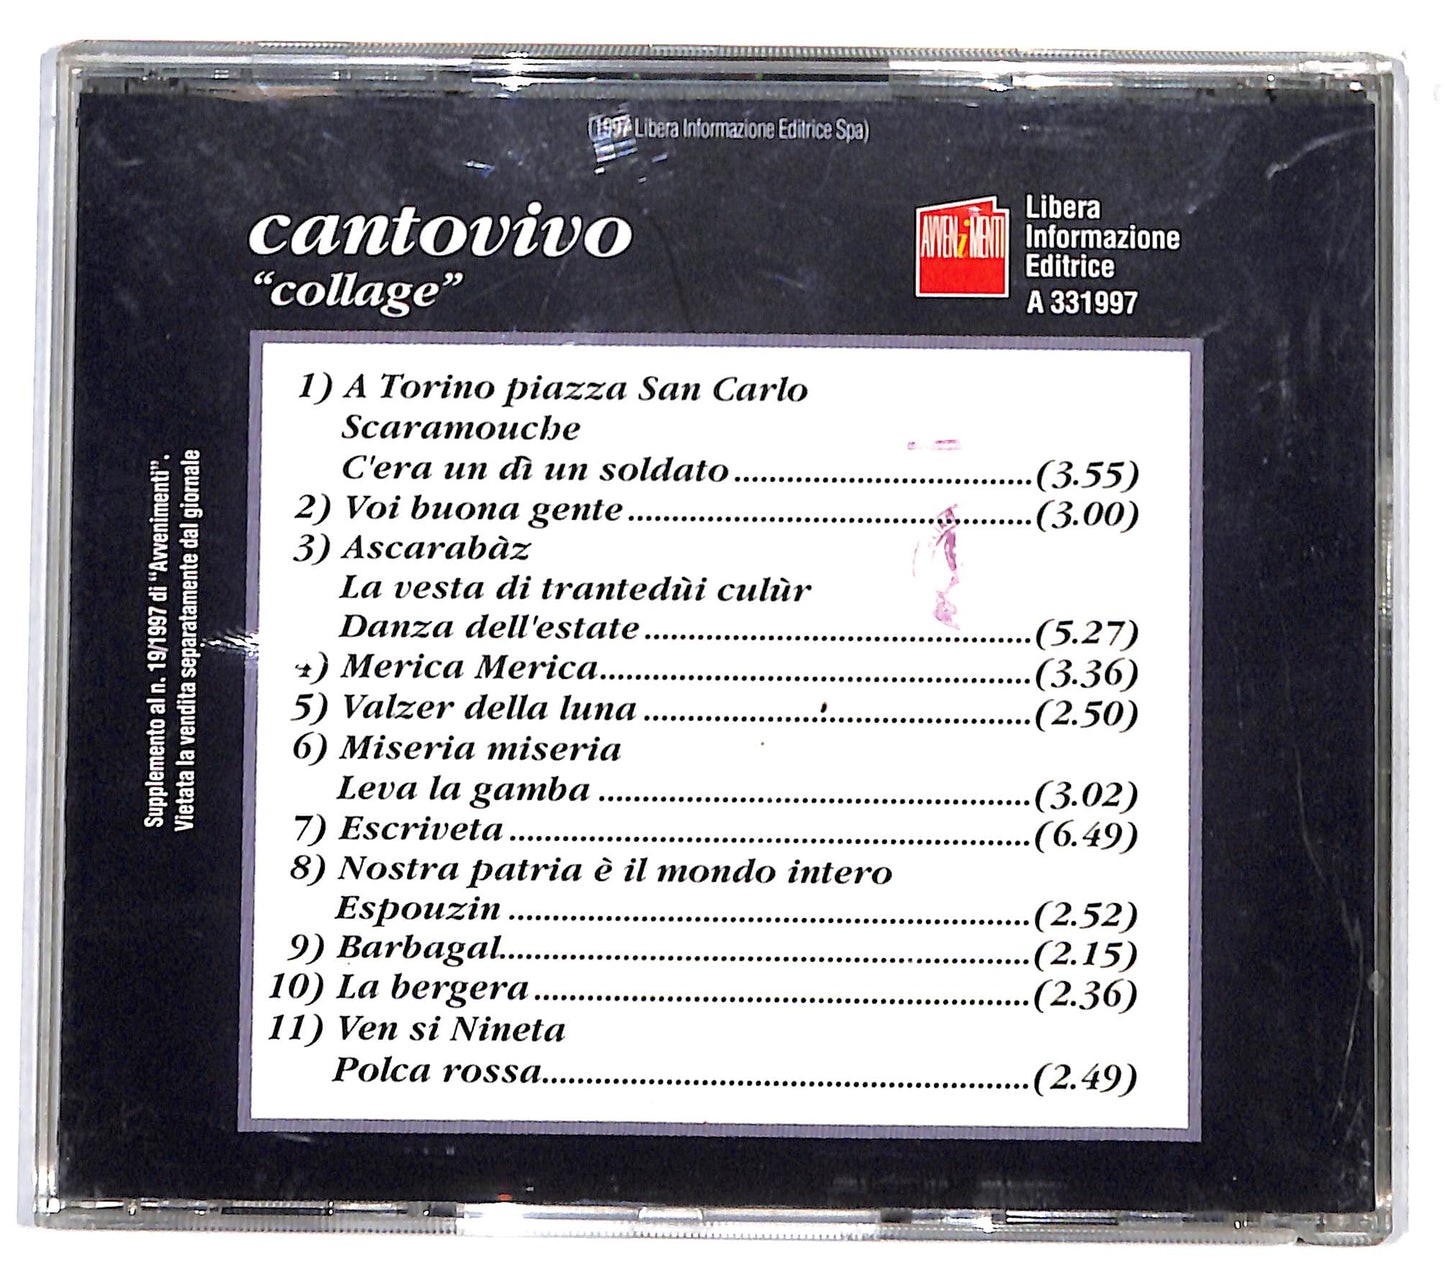 (1997 Libera Informazione Editrice Spa)
cantovivo
“collage”
AVVENiMENTI
Libera
Informazione
Editrice
A 331997
1) A Torino piazza San Carlo
Scaramouche
C'era un dì un soldato..............................(3.55)
2) Voi buona gente........................................(3.00)
3) Ascarabàz
La vesta di trantedùi culùr
Danza dell'estate.......................................(5.27)
4) Merica Merica...........................................(3.36)
5) Valzer della luna.......................................(2.50)
6) Miseria miseria
Leva la gamba...........................................(3.02)
7) Escriveta....................................................(6.49)
8) Nostra patria è il mondo intero
Espouzin....................................................(2.52)
9) Barbagal.....................................................(2.15)
10) La bergera..................................................(2.36)
11) Ven si Nineta
Polca rossa.................................................(2.49)
Supplemento al n. 19/1997 di “Avvenimenti”.
Vietata la vendita separatamente dal giornale